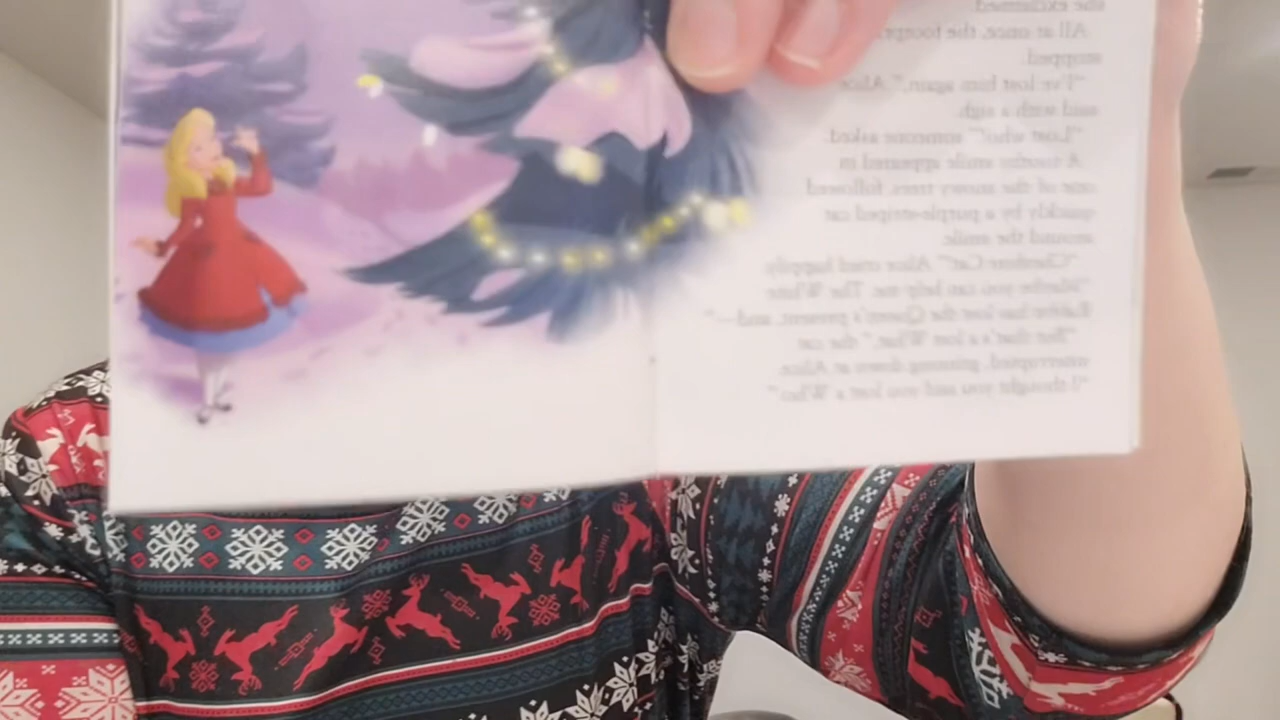 she exclaimed.
All at once, the footpr
stopped.
"I've lost him again," Alice
said with a sigh.
"Lost who?" someone asked.
A toothy smile appeared in
one of the snowy trees, followed
quickly by a purple-striped cat
around the smile.
"Cheshire Cat!" Alice cried happily.
"Maybe you can help me. The White
Rabbit has lost the Queen's present, and—"
"But that's a lost What," the cat
interrupted, grinning down at Alice.
"I thought you said you lost a Who!"